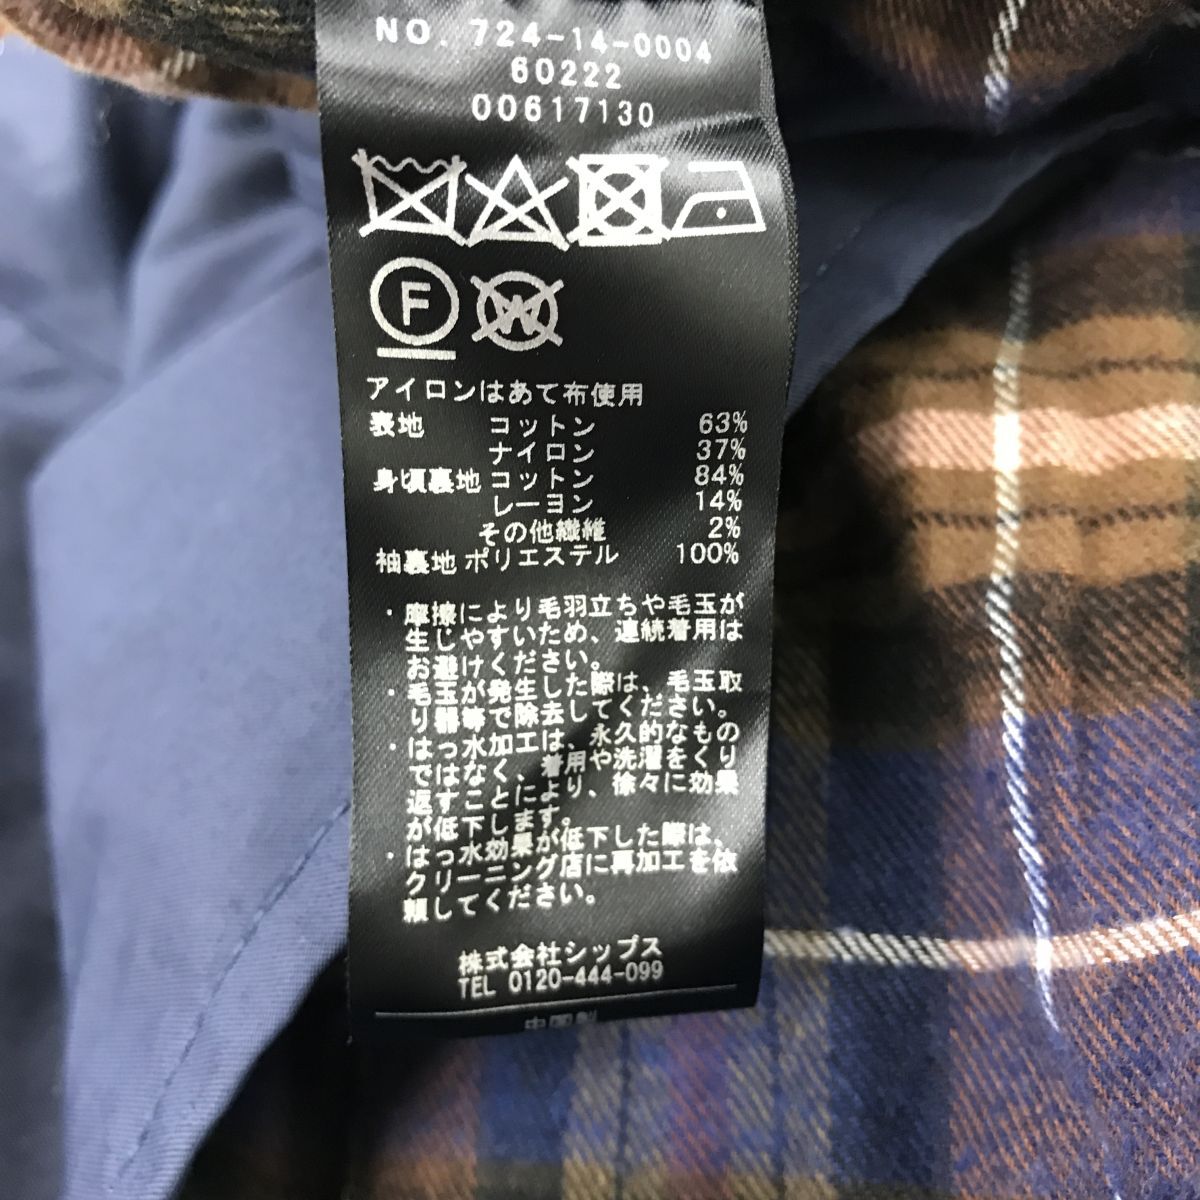 NO. 724-14-0004
60222
00617130
F
W
アイロンはあて布使用
表地 コットン 63%
ナイロン 37%
身頃裏地 コットン 84%
レーヨン 14%
その他繊維 2%
袖裏地 ポリエステル 100%
・摩擦により毛羽立ちや毛玉が
生じやすいため、連続着用は
お避けください。
・毛玉が発生した際は、毛玉取
り器等で除去してください。
・はっ水加工は、永久的なもの
ではなく、着用や洗濯をくり
返すことにより、徐々に効果
が低下します。
・はっ水効果が低下した際は、
クリーニング店に再加工を依
頼してください。
株式会社シップス
TEL 0120-444-099
中国製